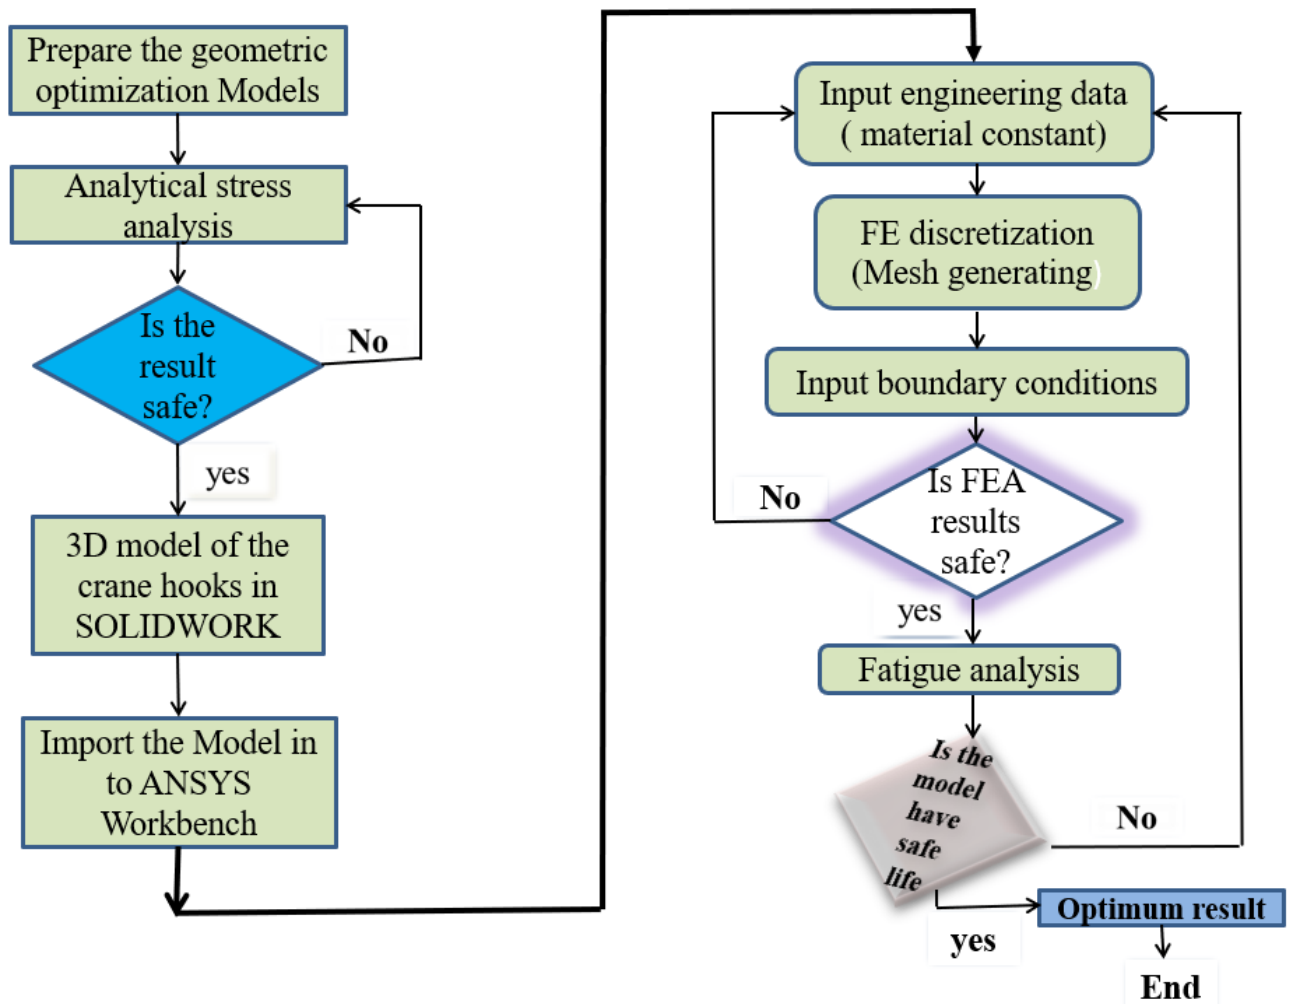 Prepare the geometric
optimization Models
Analytical stress
analysis
Is the
result
safe?
No
yes
3D model of the
crane hooks in
SOLIDWORK
Import the Model in
to ANSYS
Workbench
Input engineering data
( material constant)
FE discretization
(Mesh generating)
Input boundary conditions
Is FEA
results
safe?
No
yes
Fatigue analysis
Is the
model
have
safe
life
No
yes
Optimum result
End